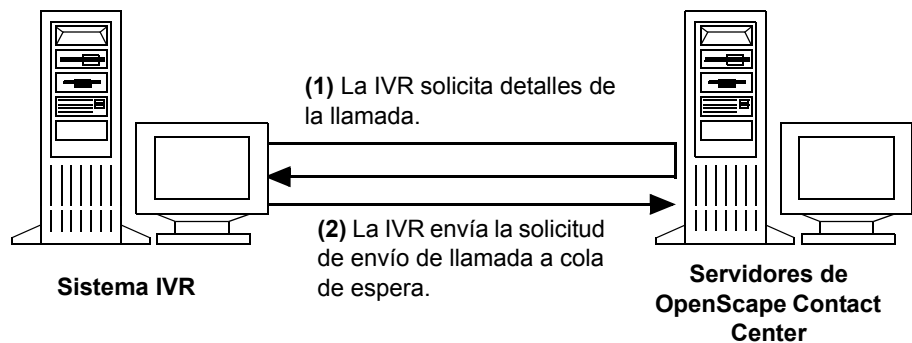 (1) La IVR solicita detalles de
la llamada.
(2) La IVR envía la solicitud
de envío de llamada a cola
de espera.
Sistema IVR
Servidores de
OpenScape Contact
Center